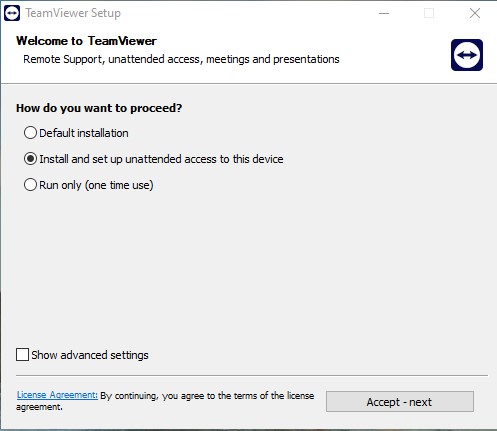 TeamViewer Setup
Welcome to TeamViewer
Remote Support, unattended access, meetings and presentations
How do you want to proceed?
Default installation
Install and set up unattended access to this device
Run only (one time use)
Show advanced settings
License Agreement: By continuing, you agree to the terms of the license
agreement.
Accept - next